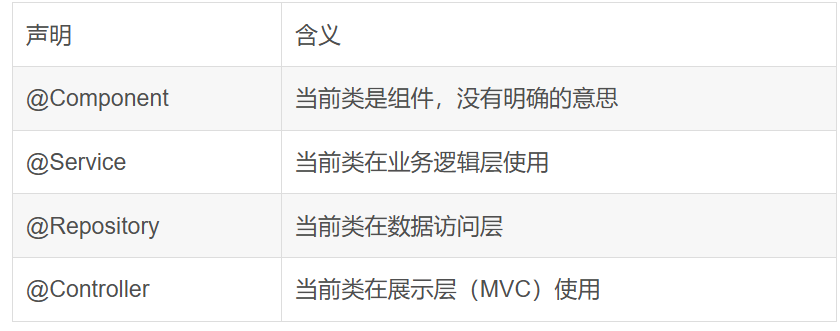 声明 含义
@Component 当前类是组件，没有明确的意思
@Service 当前类在业务逻辑层使用
@Repository 当前类在数据访问层
@Controller 当前类在展示层（MVC）使用